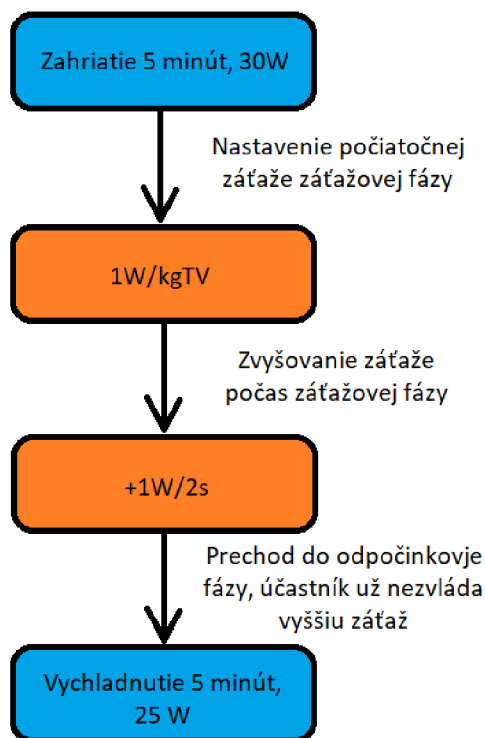 Zahriatie 5 minút, 30W
Nastavenie počiatočnej
záťaže záťažovej fázy
1W/kgTV
Zvyšovanie záťaže
počas záťažovej fázy
+1W/2s
Prechod do odpočinkovje
fázy, účastník už nezvláda
vyššiu záťaž
Vychladnutie 5 minút,
25 W